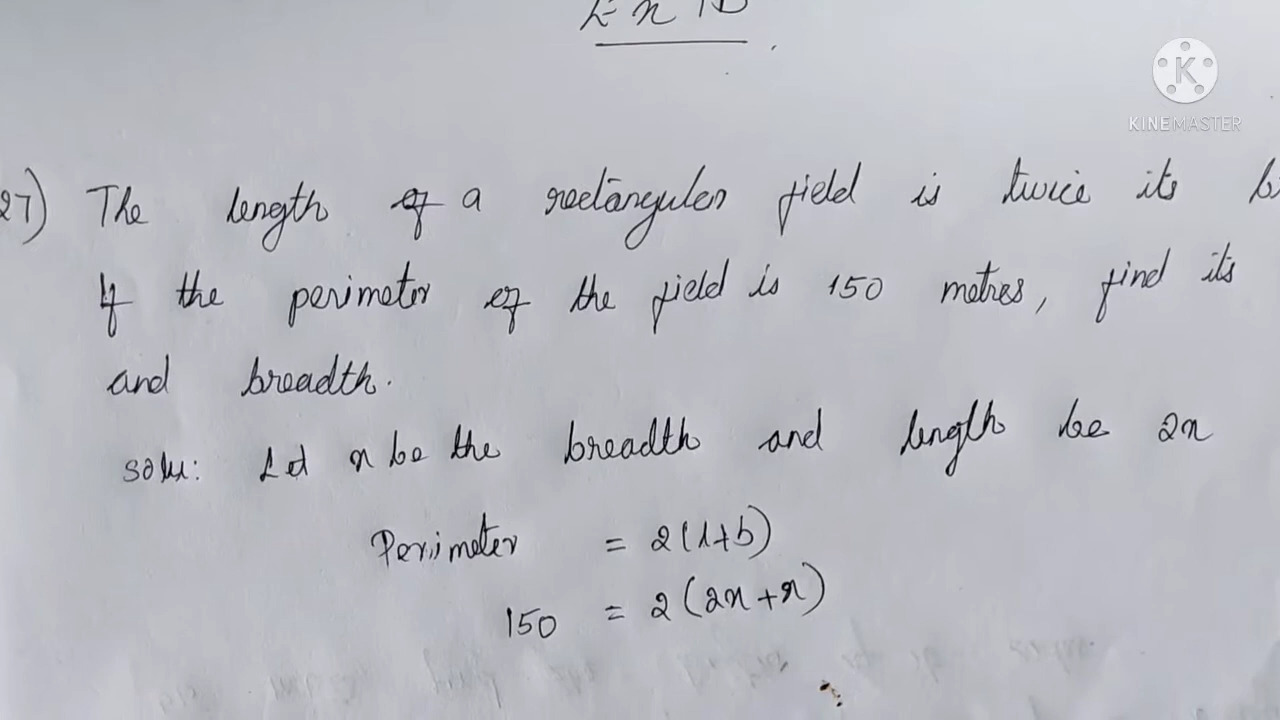 KINEMASTER
27) The length of a rectangular field is twice its
If the perimeter of the field is 150 metres, find its
and breadth.
solu: Let x be the breadth and length be 2x
Perimeter = 2(l+b)
150 = 2(2x+x)